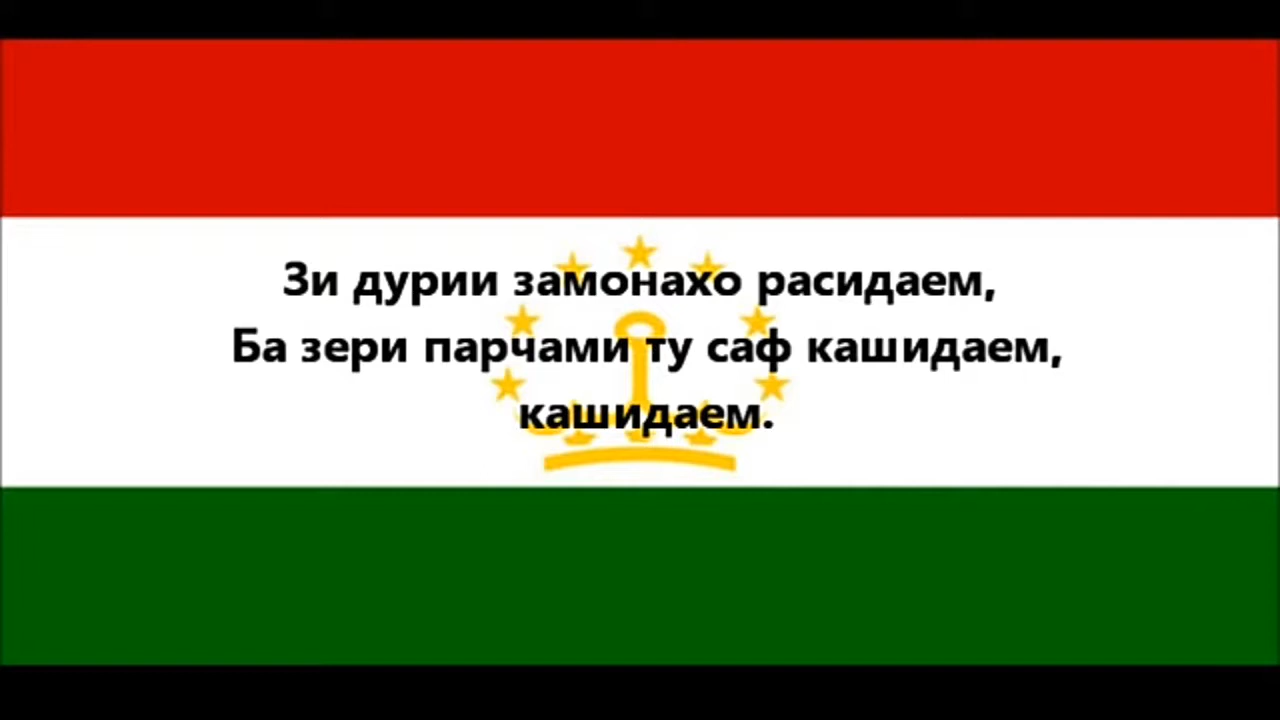 Зи дурии замонахо расидаем,
Ба зери парчами ту саф кашидаем,
кашидаем.